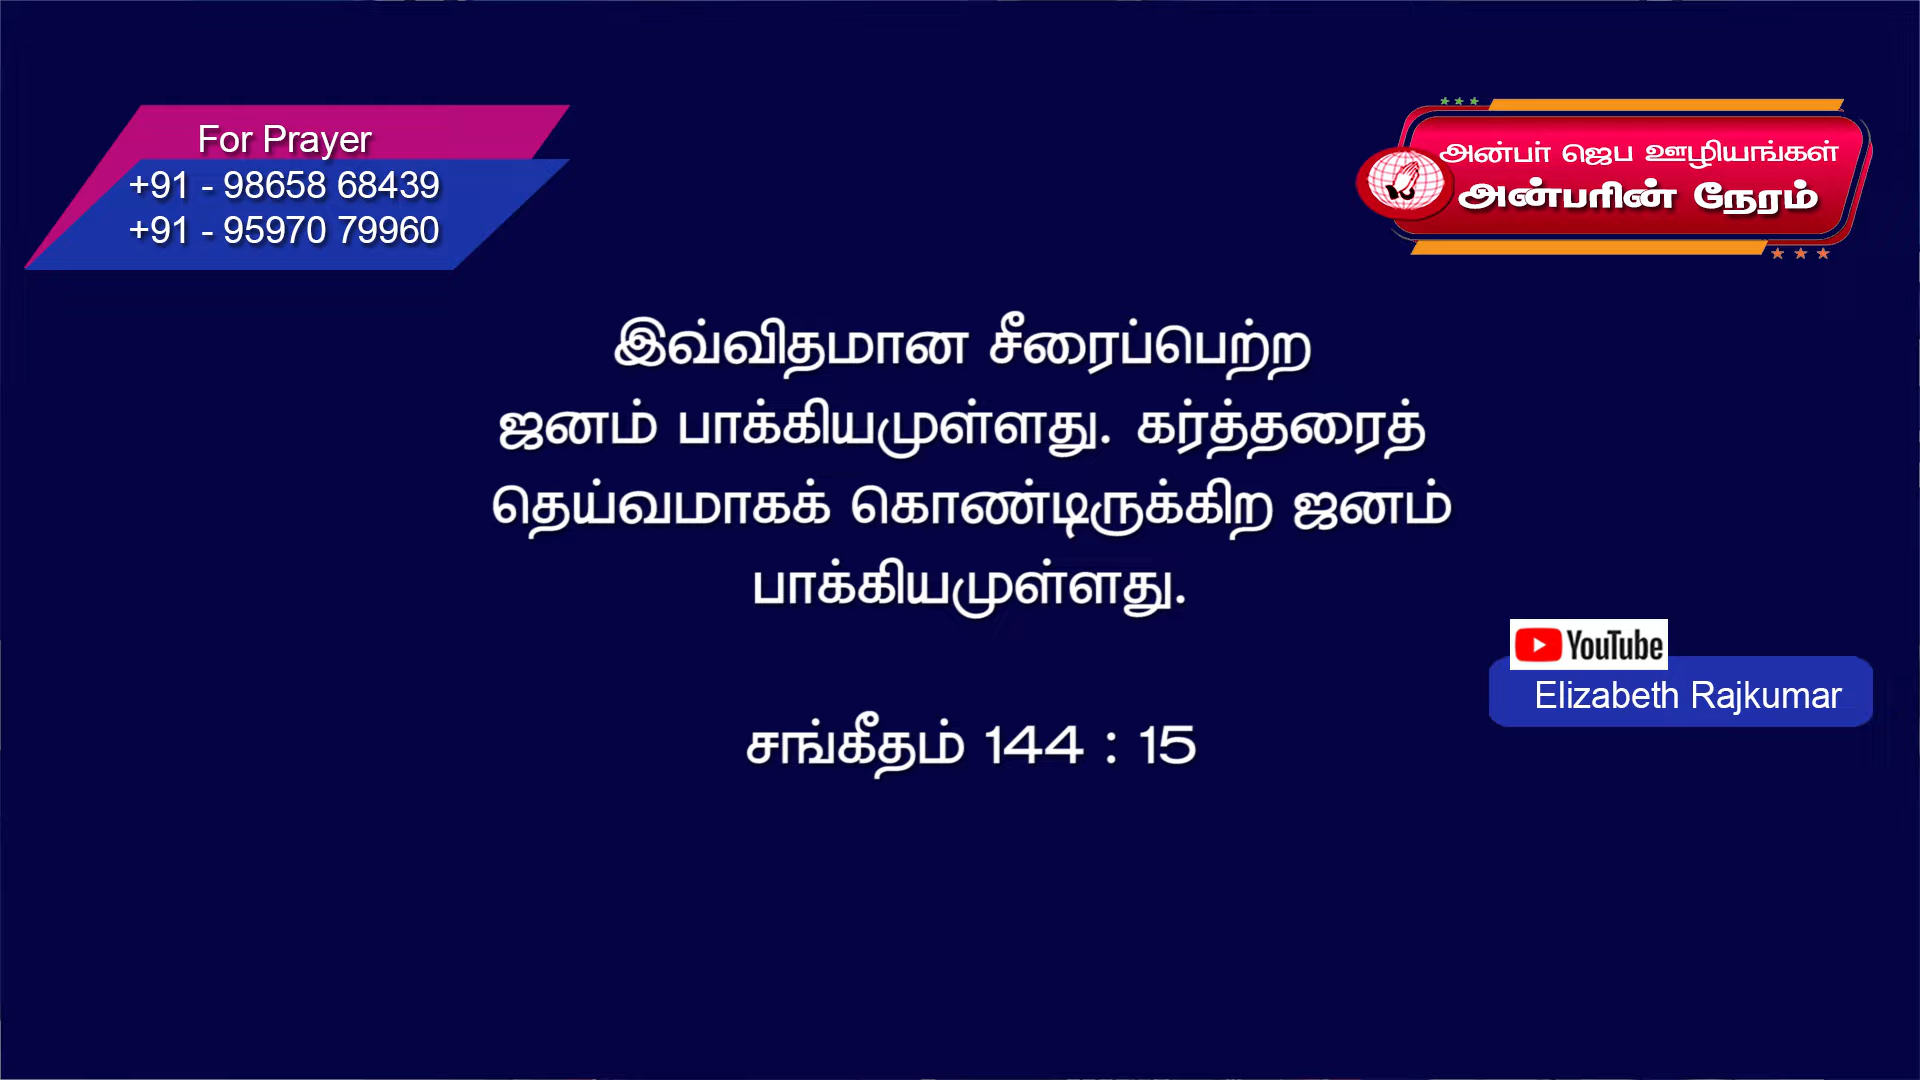 For Prayer
+91 - 98658 68439
+91 - 95970 79960
அன்பர் ஜெப ஊழியங்கள்
அன்பரின் நேரம்
இவ்விதமான சீரைப்பெற்ற
ஜனம் பாக்கியமுள்ளது. கர்த்தரைத்
தெய்வமாகக் கொண்டிருக்கிற ஜனம்
பாக்கியமுள்ளது.
சங்கீதம் 144 : 15
YouTube
Elizabeth Rajkumar